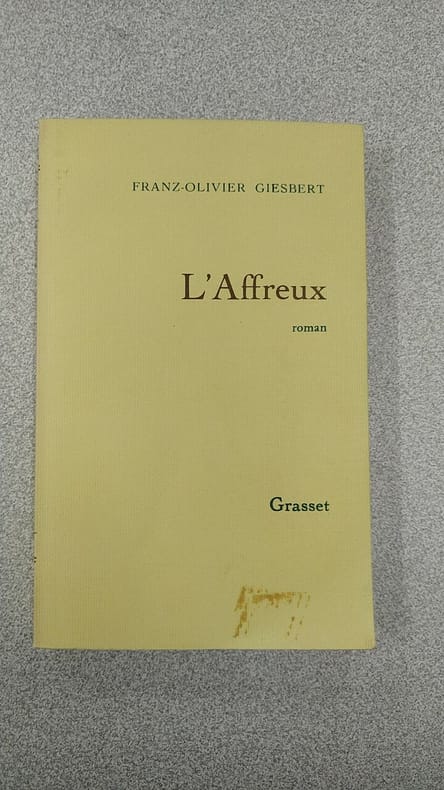 FRANZ-OLIVIER GIESBERT
L'Affreux
roman
Grasset